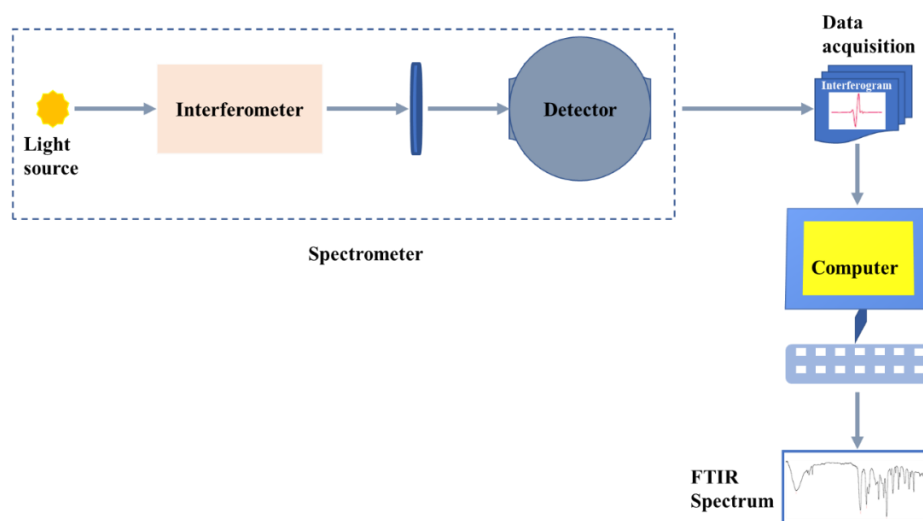 Data
acquisition
Interferogram
Light
source
Interferometer
Detector
Spectrometer
Computer
FTIR
Spectrum